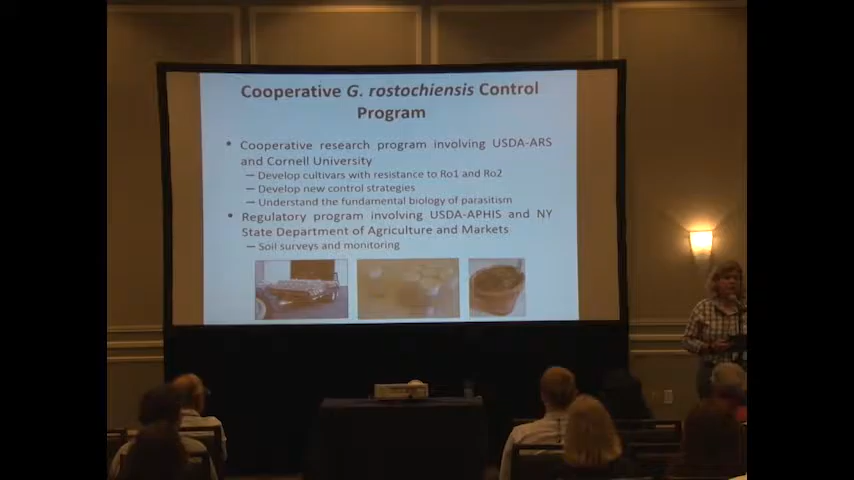 Cooperative G. rostochiensis Control
Program
• Cooperative research program involving USDA-ARS
and Cornell University
– Develop cultivars with resistance to Ro1 and Ro2
– Develop new control strategies
– Understand the fundamental biology of parasitism
• Regulatory program involving USDA-APHIS and NY
State Department of Agriculture and Markets
– Soil surveys and monitoring